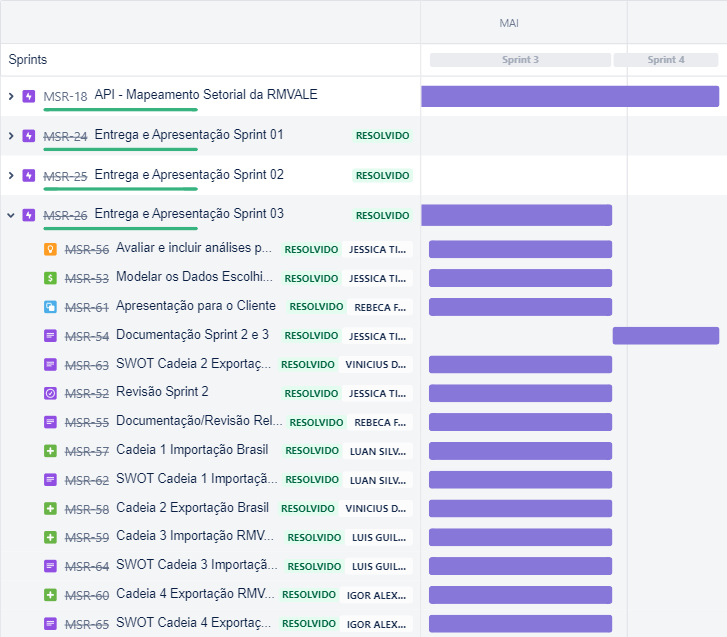 MAI
Sprints
Sprint 3
Sprint 4
MSR-18 API - Mapeamento Setorial da RMVALE
MSR-24 Entrega e Apresentação Sprint 01 RESOLVIDO
MSR-25 Entrega e Apresentação Sprint 02 RESOLVIDO
MSR-26 Entrega e Apresentação Sprint 03 RESOLVIDO
MSR-56 Avaliar e incluir análises p... RESOLVIDO JESSICA TI...
MSR-53 Modelar os Dados Escolhi... RESOLVIDO JESSICA TI...
MSR-61 Apresentação para o Cliente RESOLVIDO REBECA F...
MSR-54 Documentação Sprint 2 e 3 RESOLVIDO JESSICA TI...
MSR-63 SWOT Cadeia 2 Exportaç... RESOLVIDO VINICIUS D...
MSR-52 Revisão Sprint 2 RESOLVIDO JESSICA TI...
MSR-55 Documentação/Revisão Rel... RESOLVIDO REBECA F...
MSR-57 Cadeia 1 Importação Brasil RESOLVIDO LUAN SILV...
MSR-62 SWOT Cadeia 1 Importaçã... RESOLVIDO LUAN SILV...
MSR-58 Cadeia 2 Exportação Brasil RESOLVIDO VINICIUS D...
MSR-59 Cadeia 3 Importação RMV... RESOLVIDO LUIS GUIL...
MSR-64 SWOT Cadeia 3 Importaçã... RESOLVIDO LUIS GUIL...
MSR-60 Cadeia 4 Exportação RMV... RESOLVIDO IGOR ALEX...
MSR-65 SWOT Cadeia 4 Exportaç... RESOLVIDO IGOR ALEX...